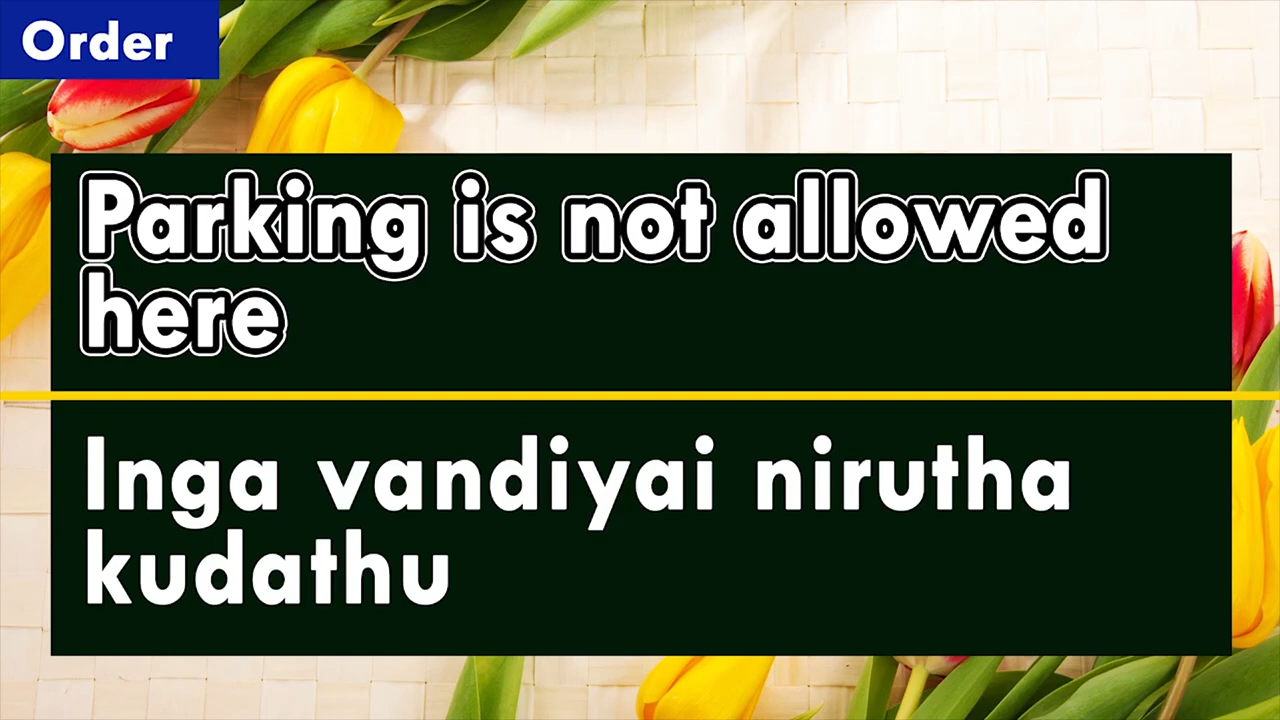 Order
Parking is not allowed
here
Inga vandiyai nirutha
kudathu